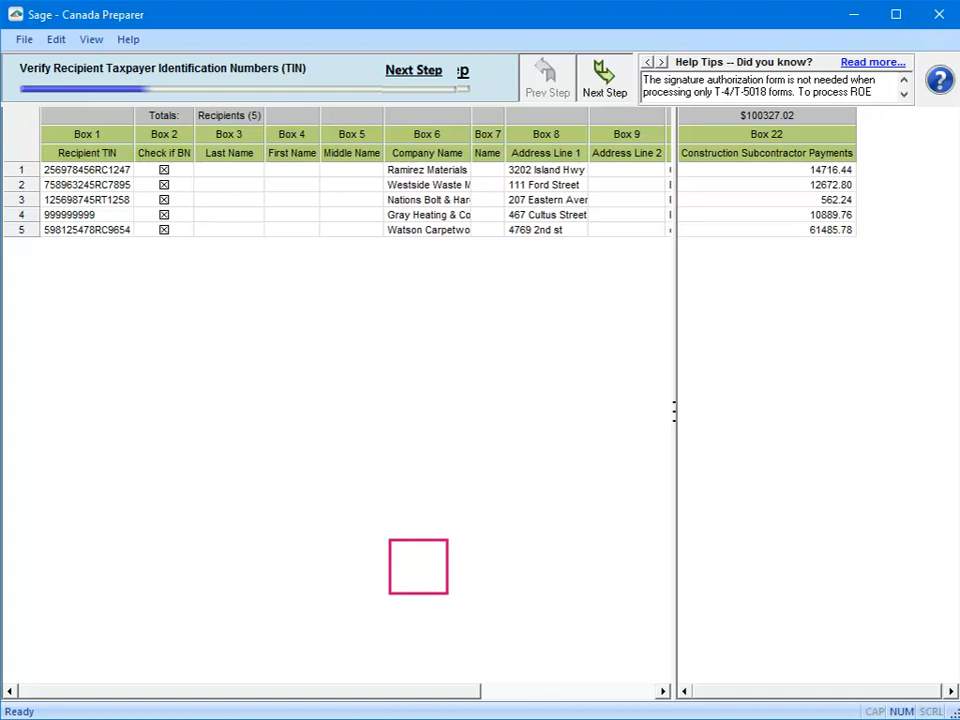 Sage - Canada Preparer
File Edit View Help
Verify Recipient Taxpayer Identification Numbers (TIN)
Next Step
Prev Step
Next Step
Help Tips -- Did you know? Read more...
The signature authorization form is not needed when
processing only T-4/T-5018 forms. To process ROE
Totals: Recipients (5) $100327.02
Box 1 Box 2 Box 3 Box 4 Box 5 Box 6 Box 7 Box 8 Box 9 Box 22
Recipient TIN Check if BN Last Name First Name Middle Name Company Name Name Address Line 1 Address Line 2 Construction Subcontractor Payments
1 256978456RC1247 Ramirez Materials 3202 Island Hwy 14716.44
2 758963245RC7895 Westside Waste M 111 Ford Street 12672.80
3 125698745RT1258 Nations Bolt & Har 207 Eastern Aver 562.24
4 999999999 Gray Heating & Co 467 Cultus Street 10889.76
5 598125478RC9654 Watson Carpetwo 4769 2nd st 61485.78
Ready CAP NUM SCRL